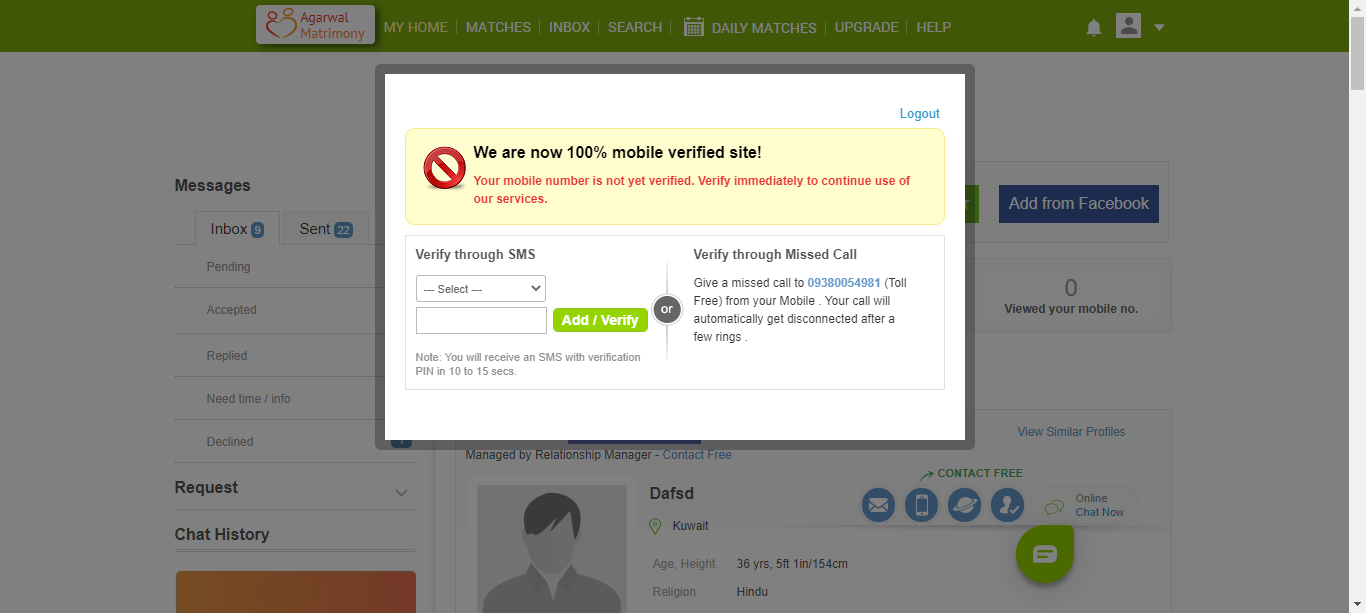 Agarwal
Matrimony
MY HOME
MATCHES
INBOX
SEARCH
DAILY MATCHES
UPGRADE
HELP
Logout
We are now 100% mobile verified site!
Your mobile number is not yet verified. Verify immediately to continue use of
our services.
Verify through SMS
--- Select ---
Add / Verify
Note: You will receive an SMS with verification
PIN in 10 to 15 secs.
or
Verify through Missed Call
Give a missed call to 09380054981 (Toll
Free) from your Mobile . Your call will
automatically get disconnected after a
few rings .
Messages
Inbox 9
Sent 22
Pending
Accepted
Replied
Need time / info
Declined
Request
Chat History
Add from Facebook
0
Viewed your mobile no.
View Similar Profiles
Managed by Relationship Manager - Contact Free
CONTACT FREE
Dafsd
Kuwait
Online
Chat Now
Age, Height 36 yrs, 5ft 1in/154cm
Religion Hindu